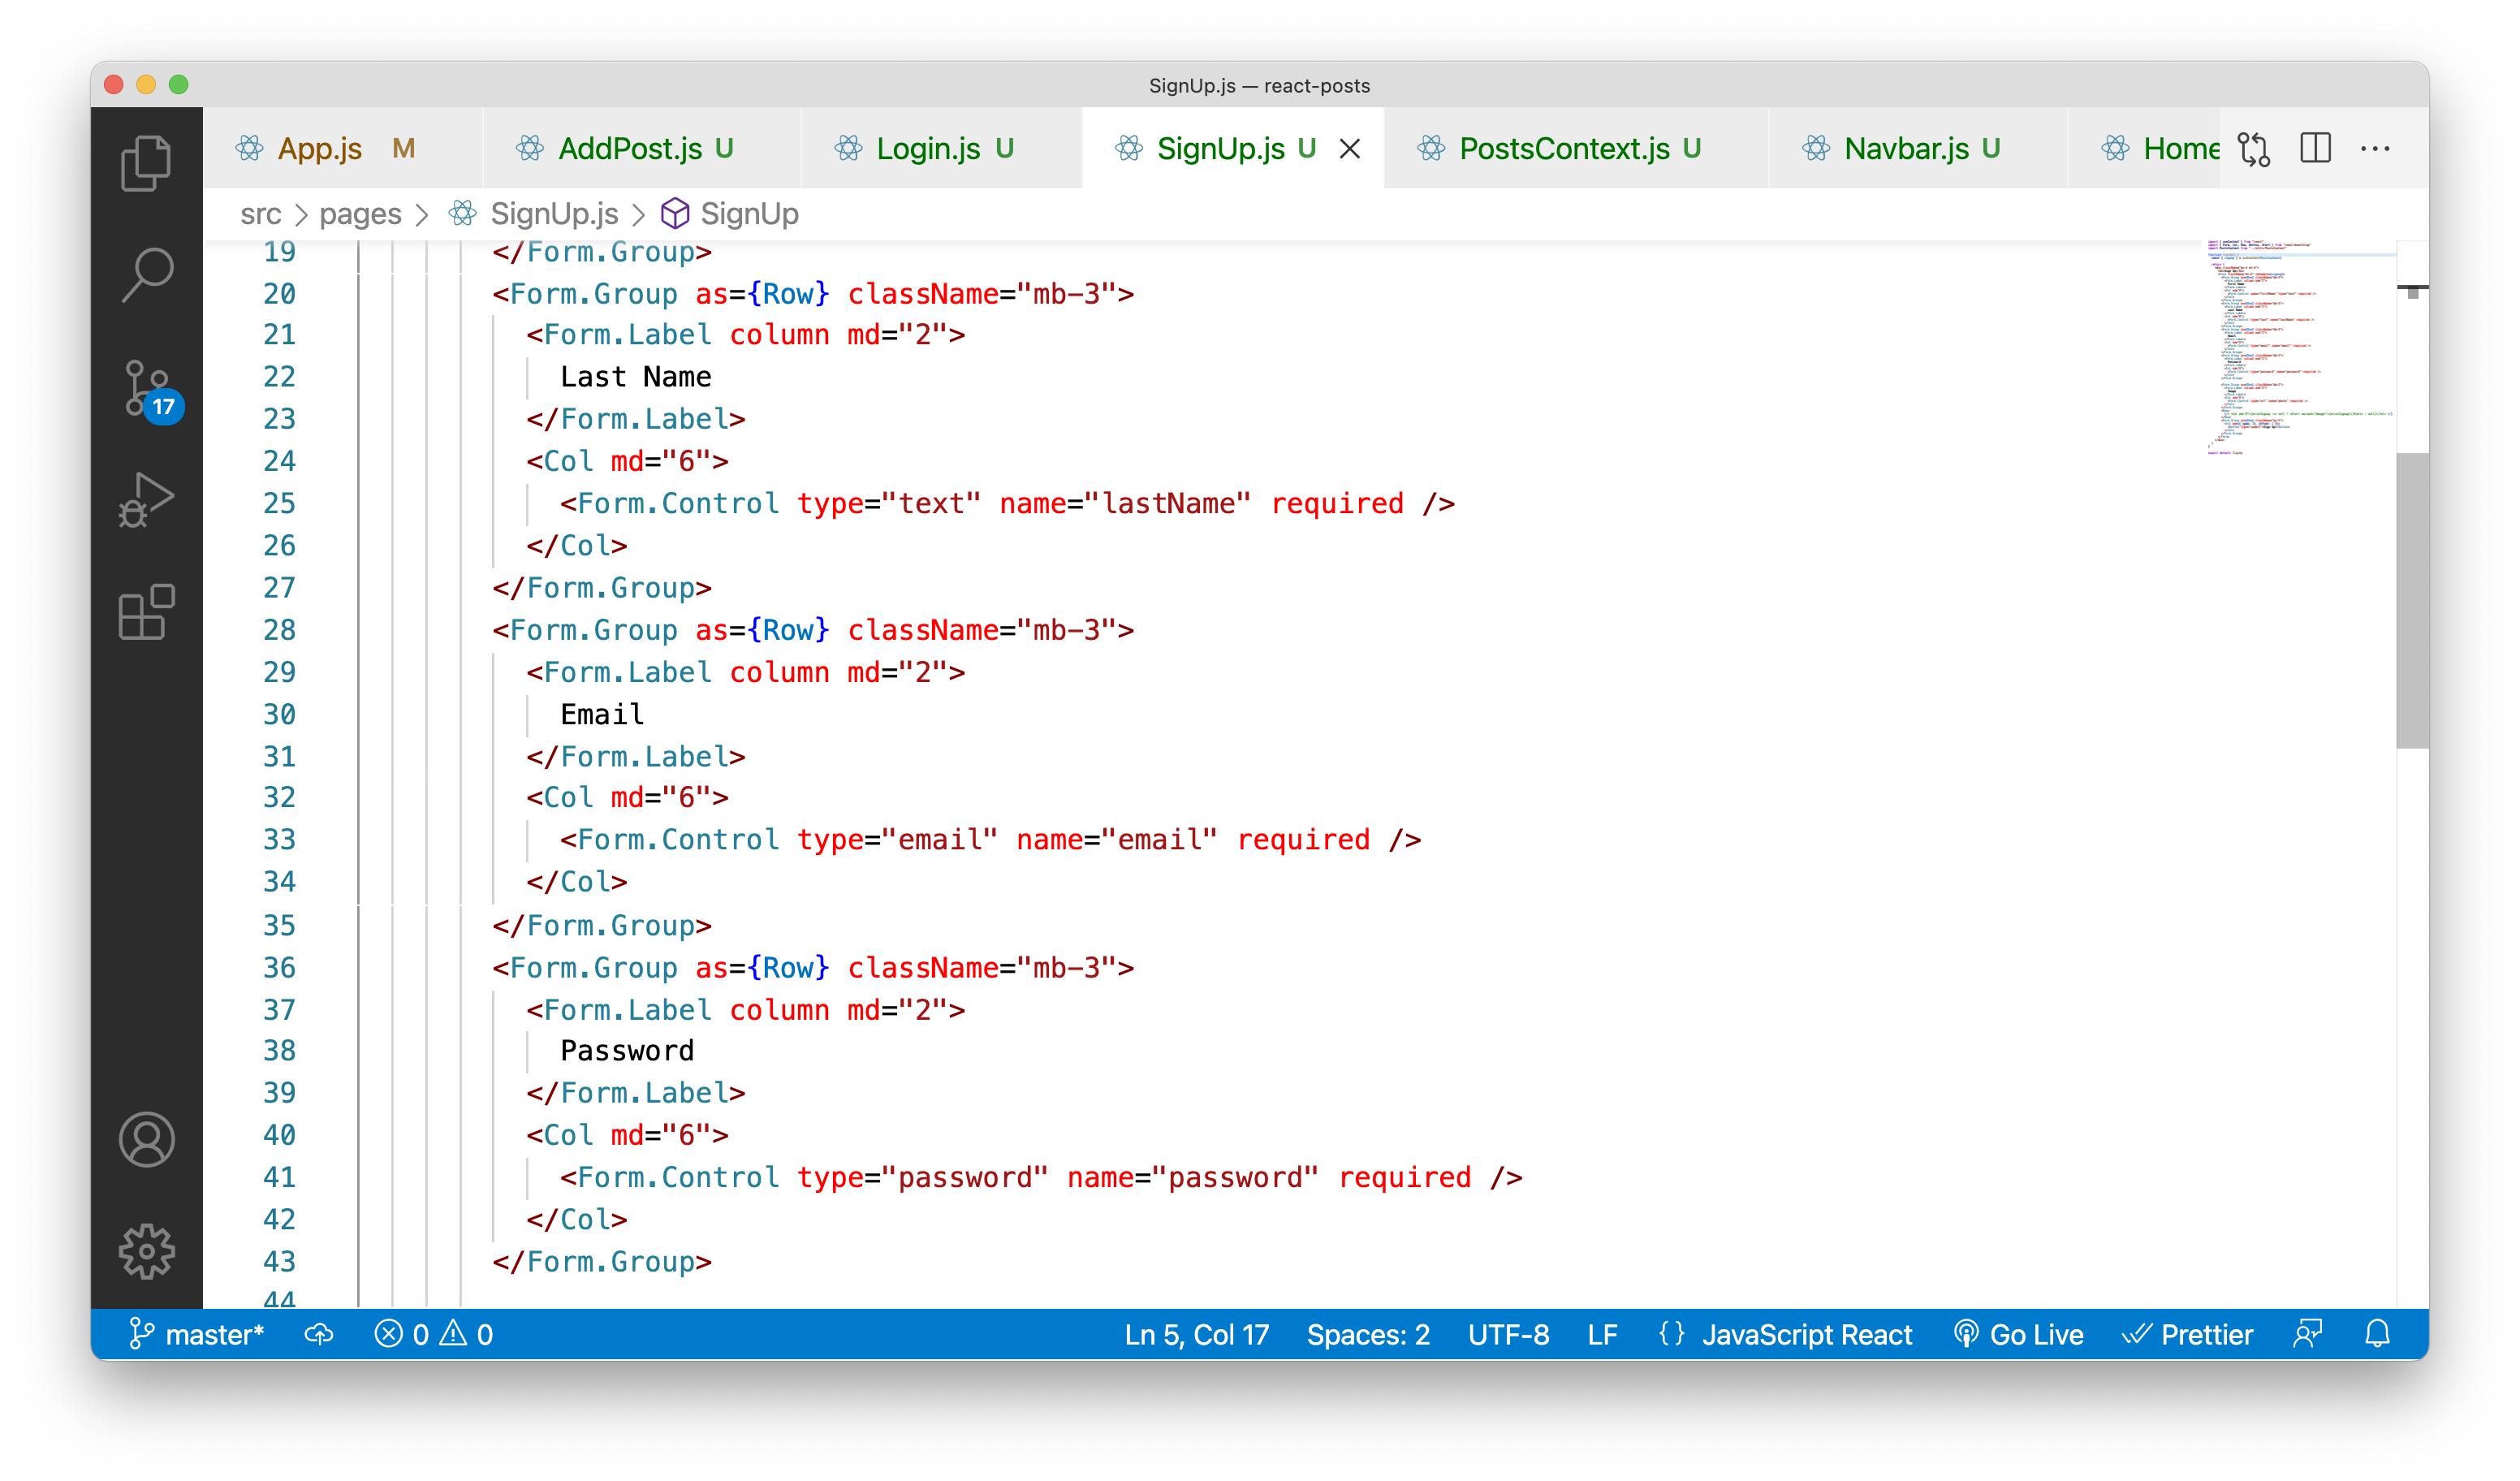 SignUp.js — react-posts
App.js M AddPost.js U Login.js U SignUp.js U PostsContext.js U Navbar.js U Home
src > pages > SignUp.js > SignUp
19 </Form.Group>
20 <Form.Group as={Row} className="mb-3">
21 <Form.Label column md="2">
22 Last Name
23 </Form.Label>
24 <Col md="6">
25 <Form.Control type="text" name="lastName" required />
26 </Col>
27 </Form.Group>
28 <Form.Group as={Row} className="mb-3">
29 <Form.Label column md="2">
30 Email
31 </Form.Label>
32 <Col md="6">
33 <Form.Control type="email" name="email" required />
34 </Col>
35 </Form.Group>
36 <Form.Group as={Row} className="mb-3">
37 <Form.Label column md="2">
38 Password
39 </Form.Label>
40 <Col md="6">
41 <Form.Control type="password" name="password" required />
42 </Col>
43 </Form.Group>
44
17
master* 0 0 Ln 5, Col 17 Spaces: 2 UTF-8 LF {} JavaScript React Go Live Prettier